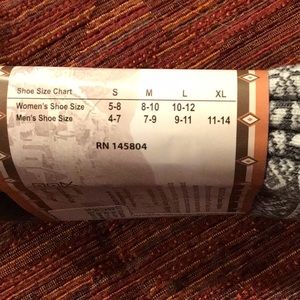 Shoe Size Chart S M L XL
Women's Shoe Size 5-8 8-10 10-12
Men's Shoe Size 4-7 7-9 9-11 11-14
RN 145804